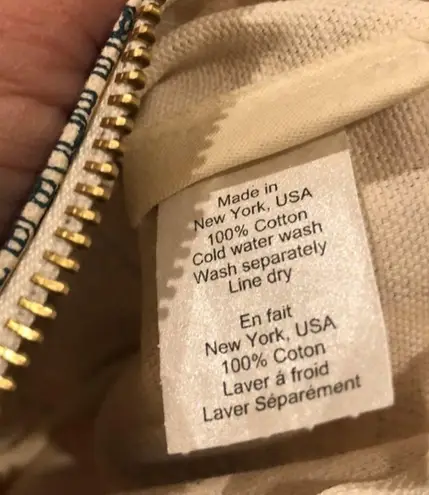 Made in
New York, USA
100% Cotton
Cold water wash
Wash separately
Line dry
En fait
New York, USA
100% Coton
Laver à froid
Laver Séparément